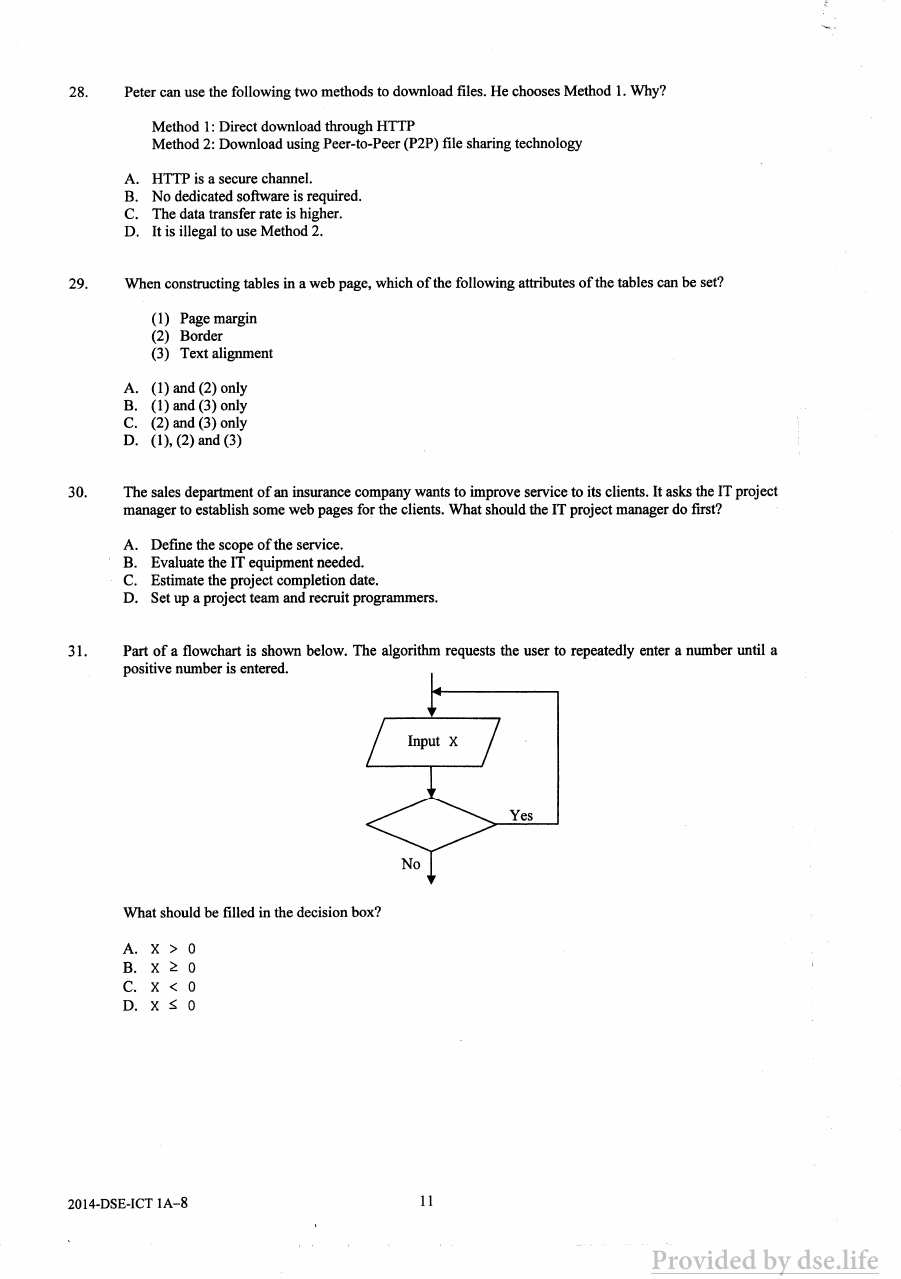 28. Peter can use the following two methods to download files. He chooses Method 1. Why?
Method 1: Direct download through HTTP
Method 2: Download using Peer-to-Peer (P2P) file sharing technology
A. HTTP is a secure channel.
B. No dedicated software is required.
C. The data transfer rate is higher.
D. It is illegal to use Method 2.
29. When constructing tables in a web page, which of the following attributes of the tables can be set?
(1) Page margin
(2) Border
(3) Text alignment
A. (1) and (2) only
B. (1) and (3) only
C. (2) and (3) only
D. (1), (2) and (3)
30. The sales department of an insurance company wants to improve service to its clients. It asks the IT project
manager to establish some web pages for the clients. What should the IT project manager do first?
A. Define the scope of the service.
B. Evaluate the IT equipment needed.
C. Estimate the project completion date.
D. Set up a project team and recruit programmers.
31. Part of a flowchart is shown below. The algorithm requests the user to repeatedly enter a number until a
positive number is entered.
Input X
Yes
No
What should be filled in the decision box?
A. X > 0
B. X ≥ 0
C. X < 0
D. X ≤ 0
2014-DSE-ICT 1A–8
11
Provided by dse.life